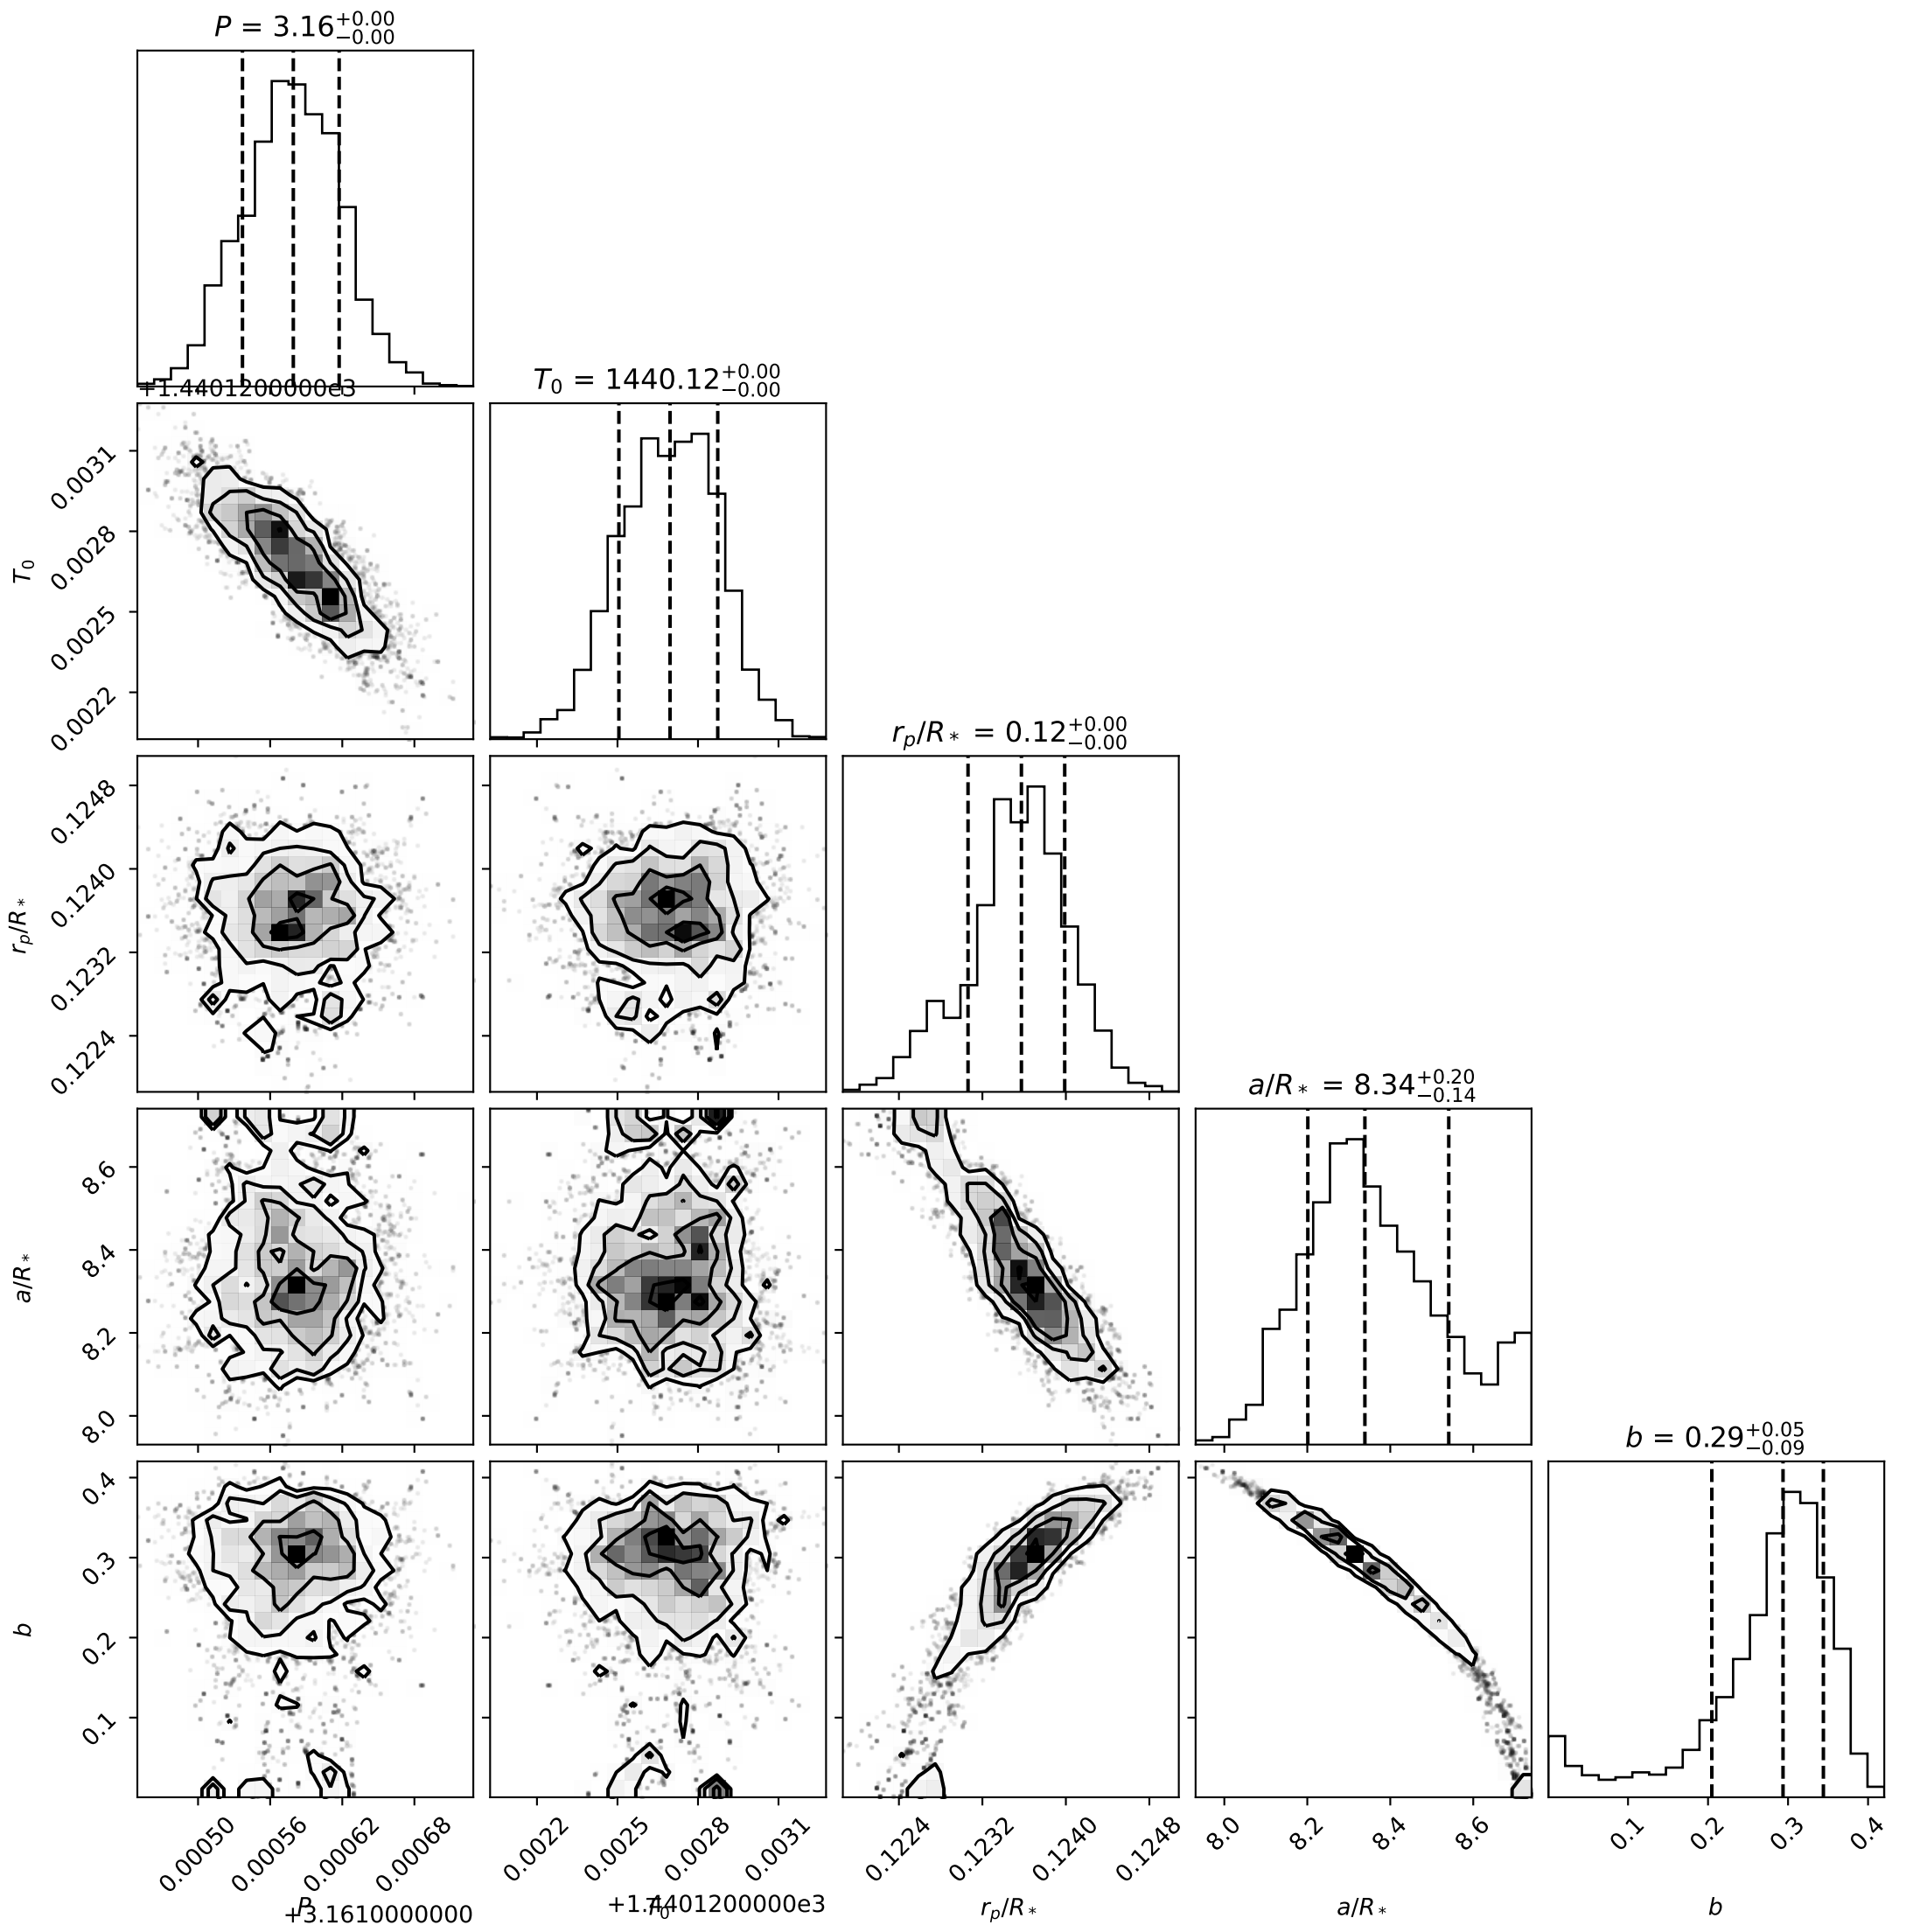 P = 3.16+0.00−0.00
+1.4401200000e3
T0 = 1440.12+0.00−0.00
0.0031
0.0028
0.0025
0.0022
T0
rp/R* = 0.12+0.00−0.00
0.1248
0.1240
0.1232
0.1224
rp/R*
a/R* = 8.34+0.20−0.14
8.6
8.4
8.2
8.0
a/R*
b = 0.29+0.05−0.09
0.4
0.3
0.2
0.1
b
0.00050 0.00056 0.00062 0.00068
0.0022 0.0025 0.0028 0.0031
0.1224 0.1232 0.1240 0.1248
8.0 8.2 8.4 8.6
0.1 0.2 0.3 0.4
P
+3.1610000000
T0
+1.4401200000e3
rp/R*
a/R*
b